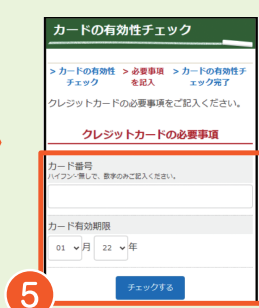 カードの有効性チェック
> カードの有効性チェック > 必要事項を記入 > カードの有効性チェック完了
クレジットカードの必要事項をご記入ください。
クレジットカードの必要事項
カード番号
ハイフン“-”無しで、数字のみご記入ください。
カード有効期限
01 月 22 年
チェックする
5